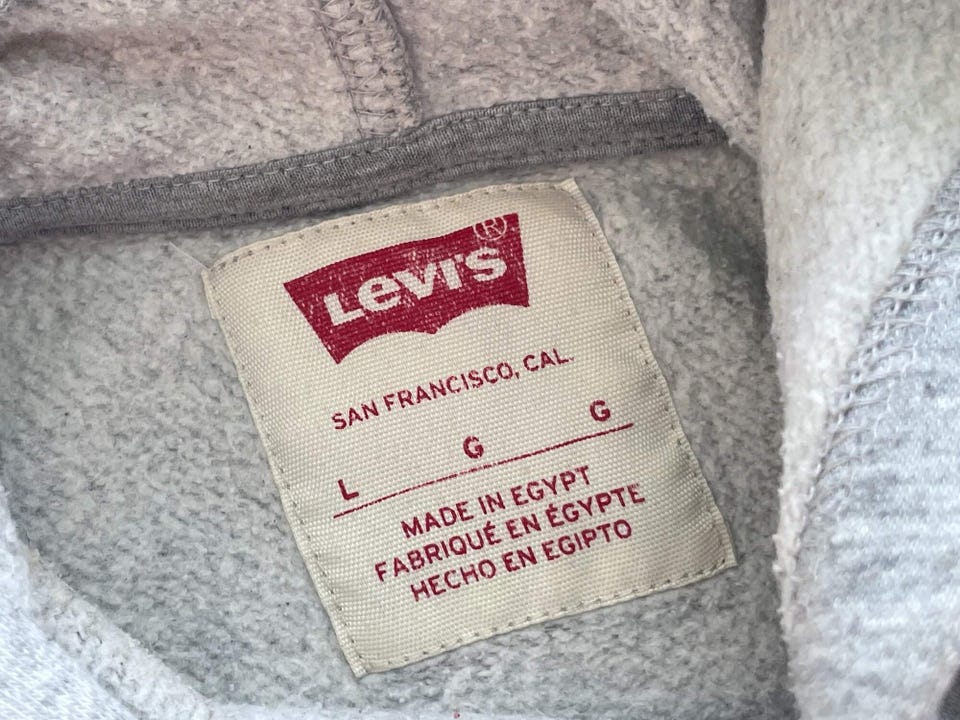 Levi's®
SAN FRANCISCO, CAL.
L G G
MADE IN EGYPT
FABRIQUÉ EN ÉGYPTE
HECHO EN EGIPTO